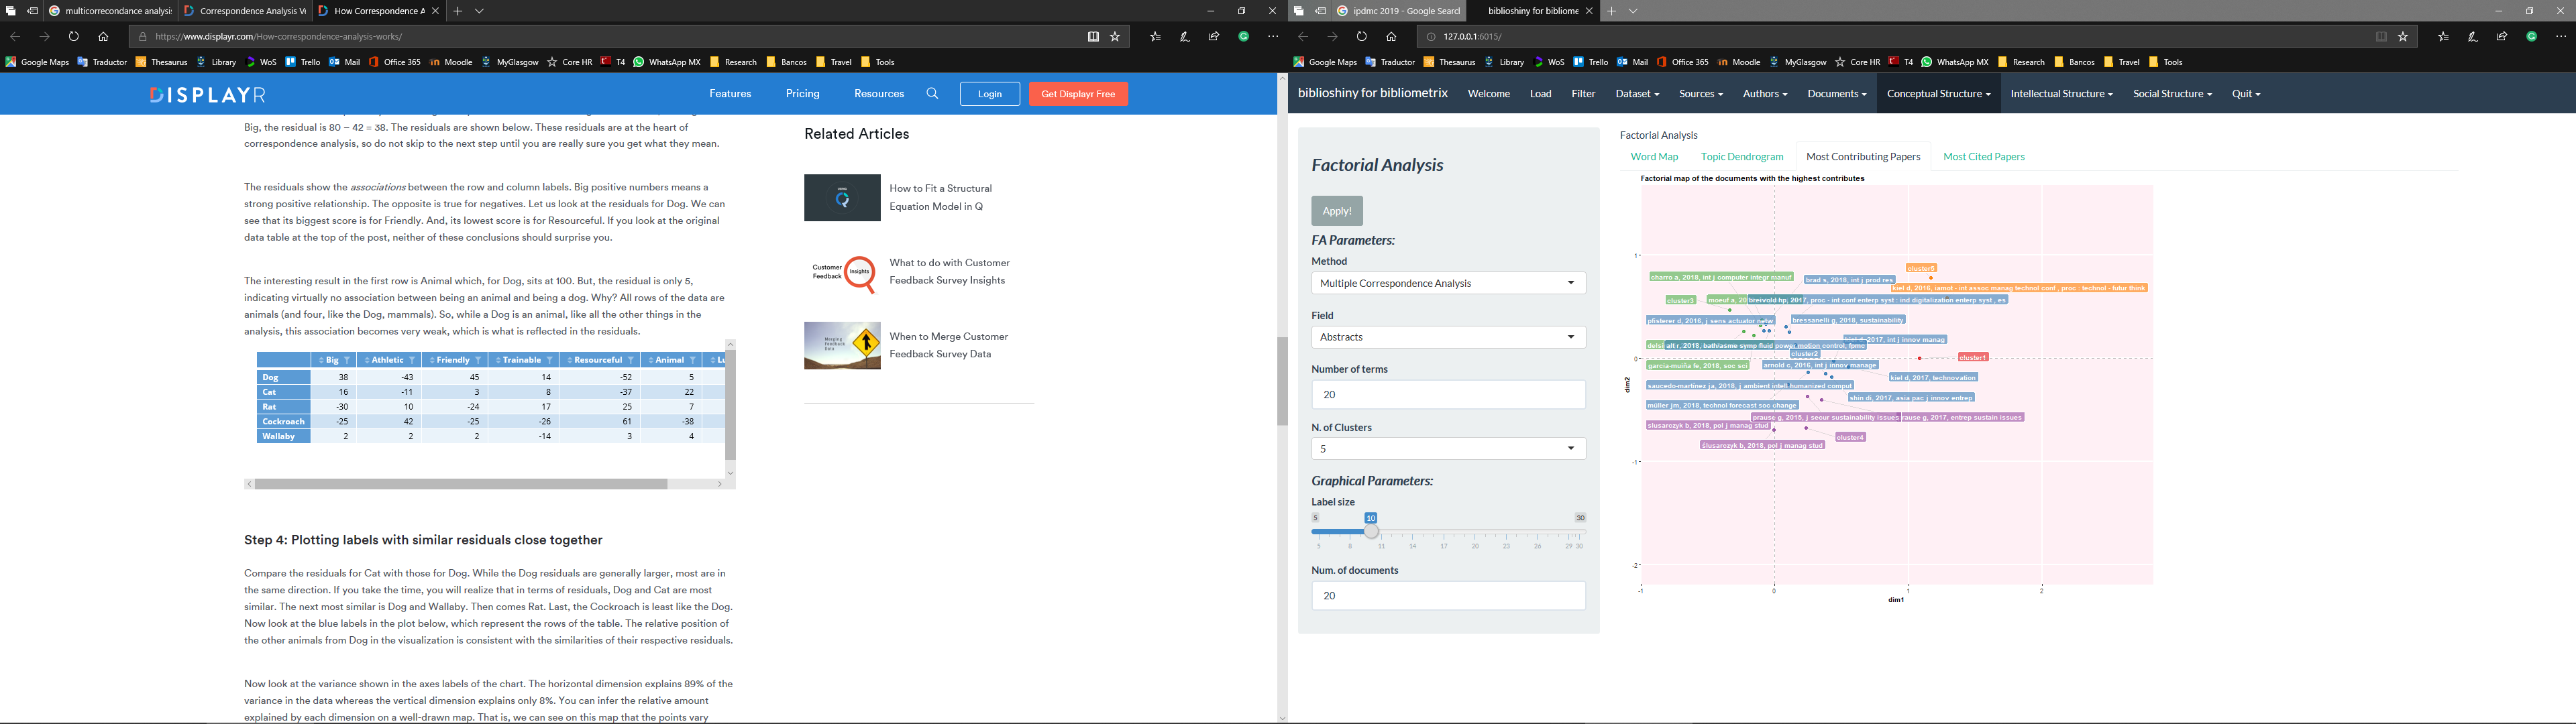 multicorrecondance analysis
Correspondence Analysis V
How Correspondence A
https://www.displayr.com/How-correspondence-analysis-works/
Google Maps Traductor Thesaurus Library WoS Trello Mail Office 365 Moodle MyGlasgow Core HR T4 WhatsApp MX Research Bancos Travel Tools
DISPLAYR
Features Pricing Resources Login Get Displayr Free
Big, the residual is 80 – 42 = 38. The residuals are shown below. These residuals are at the heart of
correspondence analysis, so do not skip to the next step until you are really sure you get what they mean.
The residuals show the associations between the row and column labels. Big positive numbers means a
strong positive relationship. The opposite is true for negatives. Let us look at the residuals for Dog. We can
see that its biggest score is for Friendly. And, its lowest score is for Resourceful. If you look at the original
data table at the top of the post, neither of these conclusions should surprise you.
The interesting result in the first row is Animal which, for Dog, sits at 100. But, the residual is only 5,
indicating virtually no association between being an animal and being a dog. Why? All rows of the data are
animals (and four, like the Dog, mammals). So, while a Dog is an animal, like all the other things in the
analysis, this association becomes very weak, which is what is reflected in the residuals.
Big Athletic Friendly Trainable Resourceful Animal Lu
Dog 38 -43 45 14 -52 5
Cat 16 -11 3 8 -37 22
Rat -30 10 -24 17 25 7
Cockroach -25 42 -25 -26 61 -38
Wallaby 2 2 2 -14 3 4
Step 4: Plotting labels with similar residuals close together
Compare the residuals for Cat with those for Dog. While the Dog residuals are generally larger, most are in
the same direction. If you take the time, you will realize that in terms of residuals, Dog and Cat are most
similar. The next most similar is Dog and Wallaby. Then comes Rat. Last, the Cockroach is least like the Dog.
Now look at the blue labels in the plot below, which represent the rows of the table. The relative position of
the other animals from Dog in the visualization is consistent with the similarities of their respective residuals.
Now look at the variance shown in the axes labels of the chart. The horizontal dimension explains 89% of the
variance in the data whereas the vertical dimension explains only 8%. You can infer the relative amount
explained by each dimension on a well-drawn map. That is, we can see on this map that the points vary
Related Articles
How to Fit a Structural
Equation Model in Q
Customer
Feedback
Insights
What to do with Customer
Feedback Survey Insights
Merging
Feedback
Data
When to Merge Customer
Feedback Survey Data
ipdmc 2019 - Google Search
biblioshiny for bibliome
127.0.0.1:6015/
Google Maps Traductor Thesaurus Library WoS Trello Mail Office 365 Moodle MyGlasgow Core HR T4 WhatsApp MX Research Bancos Travel Tools
biblioshiny for bibliometrix Welcome Load Filter Dataset Sources Authors Documents Conceptual Structure Intellectual Structure Social Structure Quit
Factorial Analysis
Apply!
FA Parameters:
Method
Multiple Correspondence Analysis
Field
Abstracts
Number of terms
20
N. of Clusters
5
Graphical Parameters:
Label size
5 10 30
5 8 11 14 17 20 23 26 29 30
Num. of documents
20
Factorial Analysis
Word Map Topic Dendrogram Most Contributing Papers Most Cited Papers
Factorial map of the documents with the highest contributes
cluster5
charro a, 2018, int j computer integr manuf
brad s, 2018, int j prod res
kiel d, 2016, iamot - int assoc manag technol conf , proc : technol - futur think
cluster3
moeuf a, 20
breivold hp, 2017, proc - int conf enterp syst : ind digitalization enterp syst , es
pfisterer d, 2016, j sens actuator netw
bressanelli g, 2018, sustainability
kiel d, 2017, int j innov manag
alt r, 2018, bath/asme symp fluid power motion control, fpmc
cluster2
cluster1
garcia-muiña fe, 2018, soc sci
arnold c, 2016, int j innov manage
kiel d, 2017, technovation
saucedo-martínez ja, 2018, j ambient intell humanized comput
shin di, 2017, asia pac j innov entrep
müller jm, 2018, technol forecast soc change
prause g, 2015, j secur sustainability issues
rause g, 2017, entrep sustain issues
slusarczyk b, 2018, pol j manag stud
cluster4
ślusarczyk b, 2018, pol j manag stud
dim2
1
0
-1
-2
-1 0 1 2
dim1